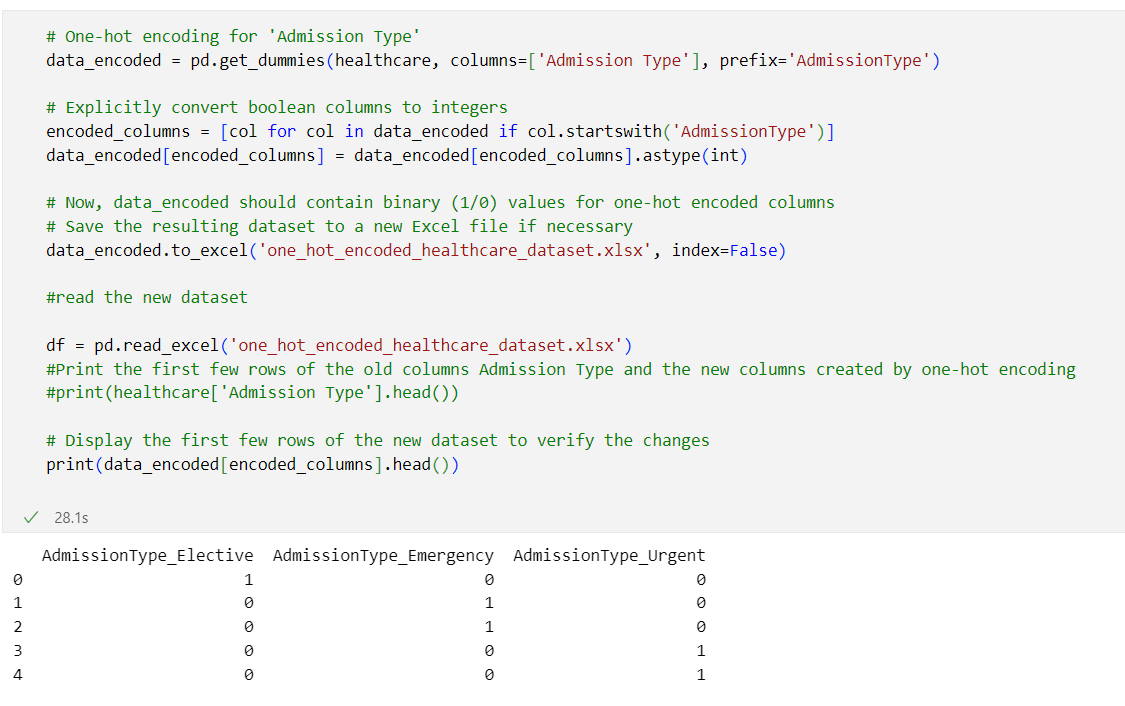 # One-hot encoding for 'Admission Type'
data_encoded = pd.get_dummies(healthcare, columns=['Admission Type'], prefix='AdmissionType')
# Explicitly convert boolean columns to integers
encoded_columns = [col for col in data_encoded if col.startswith('AdmissionType')]
data_encoded[encoded_columns] = data_encoded[encoded_columns].astype(int)
# Now, data_encoded should contain binary (1/0) values for one-hot encoded columns
# Save the resulting dataset to a new Excel file if necessary
data_encoded.to_excel('one_hot_encoded_healthcare_dataset.xlsx', index=False)
#read the new dataset
df = pd.read_excel('one_hot_encoded_healthcare_dataset.xlsx')
#Print the first few rows of the old columns Admission Type and the new columns created by one-hot encoding
#print(healthcare['Admission Type'].head())
# Display the first few rows of the new dataset to verify the changes
print(data_encoded[encoded_columns].head())
✓ 28.1s
AdmissionType_Elective AdmissionType_Emergency AdmissionType_Urgent
0 1 0 0
1 0 1 0
2 0 1 0
3 0 0 1
4 0 0 1